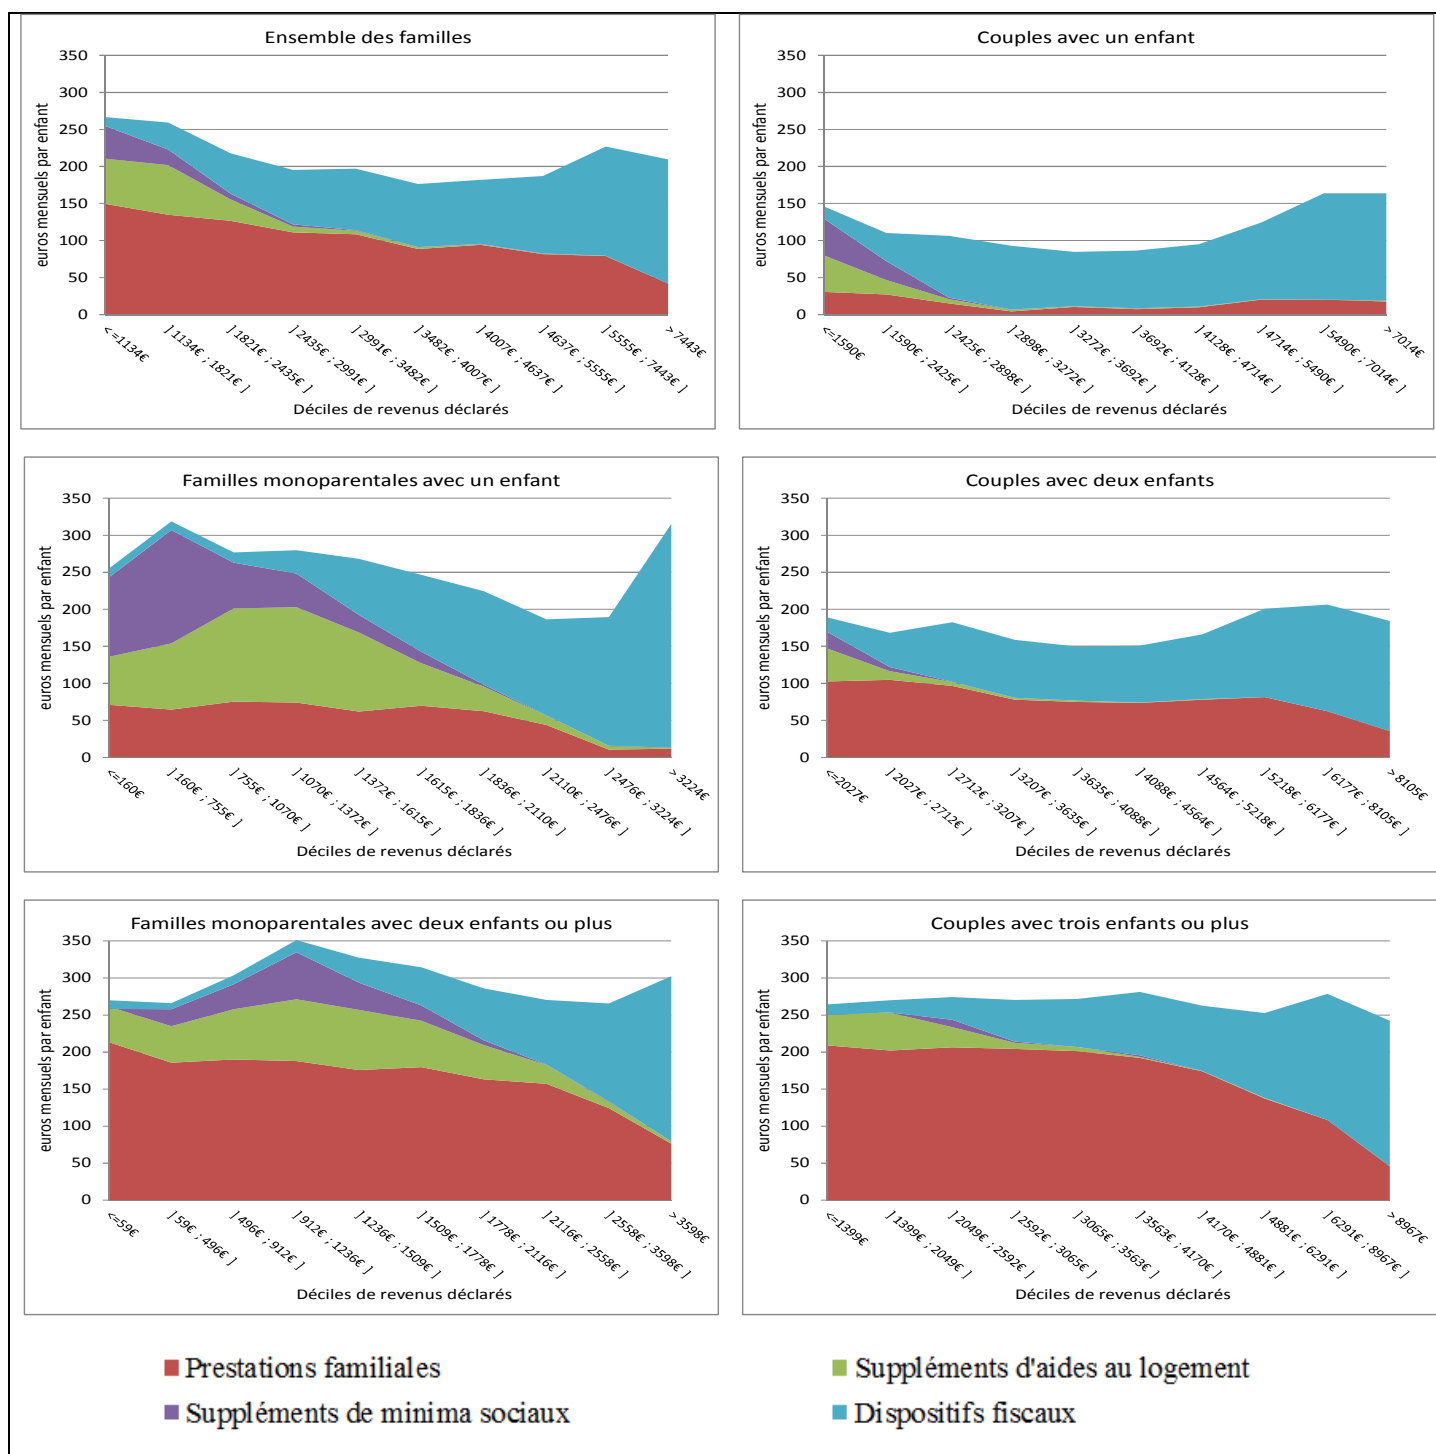 Ensemble des familles
euros mensuels par enfant
350
300
250
200
150
100
50
0
<=1134€
] 1134€ ; 1821€ ]
] 1821€ ; 2435€ ]
] 2435€ ; 2991€ ]
] 2991€ ; 3482€ ]
] 3482€ ; 4007€ ]
] 4007€ ; 4637€ ]
] 4637€ ; 5555€ ]
] 5555€ ; 7443€ ]
> 7443€
Déciles de revenus déclarés
Couples avec un enfant
euros mensuels par enfant
350
300
250
200
150
100
50
0
<=1590€
] 1590€ ; 2425€ ]
] 2425€ ; 2898€ ]
] 2898€ ; 3272€ ]
] 3272€ ; 3692€ ]
] 3692€ ; 4128€ ]
] 4128€ ; 4714€ ]
] 4714€ ; 5490€ ]
] 5490€ ; 7014€ ]
> 7014€
Déciles de revenus déclarés
Familles monoparentales avec un enfant
euros mensuels par enfant
350
300
250
200
150
100
50
0
<=160€
] 160€ ; 755€ ]
] 755€ ; 1070€ ]
] 1070€ ; 1372€ ]
] 1372€ ; 1615€ ]
] 1615€ ; 1836€ ]
] 1836€ ; 2110€ ]
] 2110€ ; 2476€ ]
] 2476€ ; 3224€ ]
> 3224€
Déciles de revenus déclarés
Couples avec deux enfants
euros mensuels par enfant
350
300
250
200
150
100
50
0
<=2027€
] 2027€ ; 2712€ ]
] 2712€ ; 3207€ ]
] 3207€ ; 3635€ ]
] 3635€ ; 4088€ ]
] 4088€ ; 4564€ ]
] 4564€ ; 5218€ ]
] 5218€ ; 6177€ ]
] 6177€ ; 8105€ ]
> 8105€
Déciles de revenus déclarés
Familles monoparentales avec deux enfants ou plus
euros mensuels par enfant
350
300
250
200
150
100
50
0
<=59€
] 59€ ; 496€ ]
] 496€ ; 912€ ]
] 912€ ; 1236€ ]
] 1236€ ; 1509€ ]
] 1509€ ; 1778€ ]
] 1778€ ; 2116€ ]
] 2116€ ; 2558€ ]
] 2558€ ; 3598€ ]
> 3598€
Déciles de revenus déclarés
Couples avec trois enfants ou plus
euros mensuels par enfant
350
300
250
200
150
100
50
0
<=1399€
] 1399€ ; 2049€ ]
] 2049€ ; 2592€ ]
] 2592€ ; 3065€ ]
] 3065€ ; 3563€ ]
] 3563€ ; 4170€ ]
] 4170€ ; 4881€ ]
] 4881€ ; 6291€ ]
] 6291€ ; 8967€ ]
> 8967€
Déciles de revenus déclarés
Prestations familiales
Suppléments d'aides au logement
Suppléments de minima sociaux
Dispositifs fiscaux